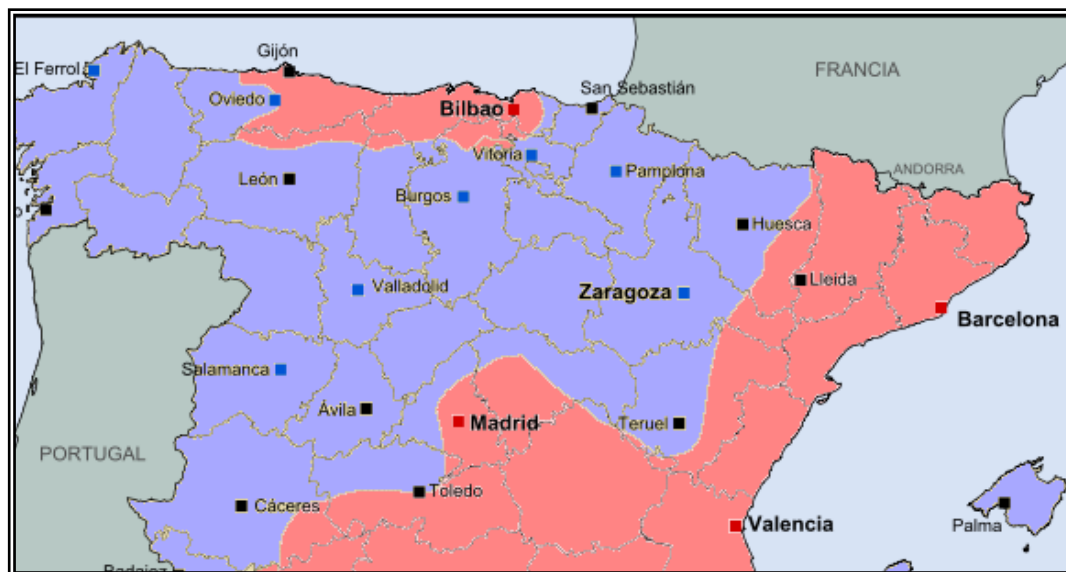 Gijón
El Ferrol
FRANCIA
San Sebastián
Oviedo
Bilbao
Vitoria
ANDORRA
León
Pamplona
Burgos
Huesca
Lleida
Valladolid
Zaragoza
Barcelona
Salamanca
Ávila
Madrid
Teruel
PORTUGAL
Toledo
Cáceres
Valencia
Palma